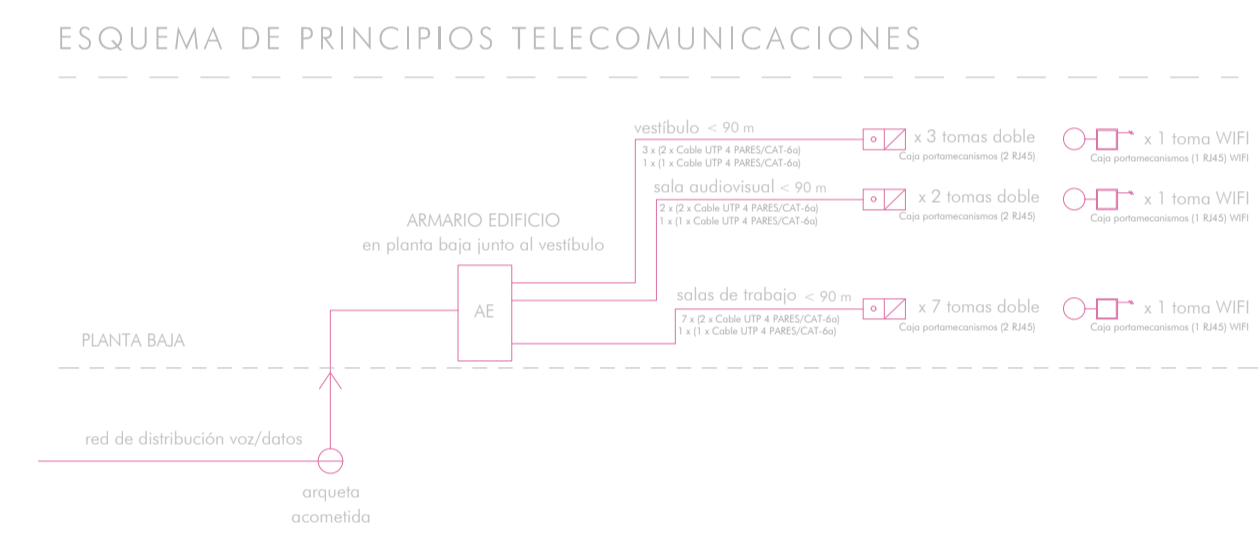 ESQUEMA DE PRINCIPIOS TELECOMUNICACIONES
vestíbulo < 90 m
3 x (2 x Cable UTP 4 PARES/CAT-6a)
1 x (1 x Cable UTP 4 PARES/CAT-6a)
x 3 tomas doble
Caja portamecanismos (2 RJ45)
x 1 toma WIFI
Caja portamecanismos (1 RJ45) WIFI
sala audiovisual < 90 m
2 x (2 x Cable UTP 4 PARES/CAT-6a)
1 x (1 x Cable UTP 4 PARES/CAT-6a)
x 2 tomas doble
Caja portamecanismos (2 RJ45)
x 1 toma WIFI
Caja portamecanismos (1 RJ45) WIFI
ARMARIO EDIFICIO
en planta baja junto al vestíbulo
AE
salas de trabajo < 90 m
7 x (2 x Cable UTP 4 PARES/CAT-6a)
1 x (1 x Cable UTP 4 PARES/CAT-6a)
x 7 tomas doble
Caja portamecanismos (2 RJ45)
x 1 toma WIFI
Caja portamecanismos (1 RJ45) WIFI
PLANTA BAJA
red de distribución voz/datos
arqueta
acometida